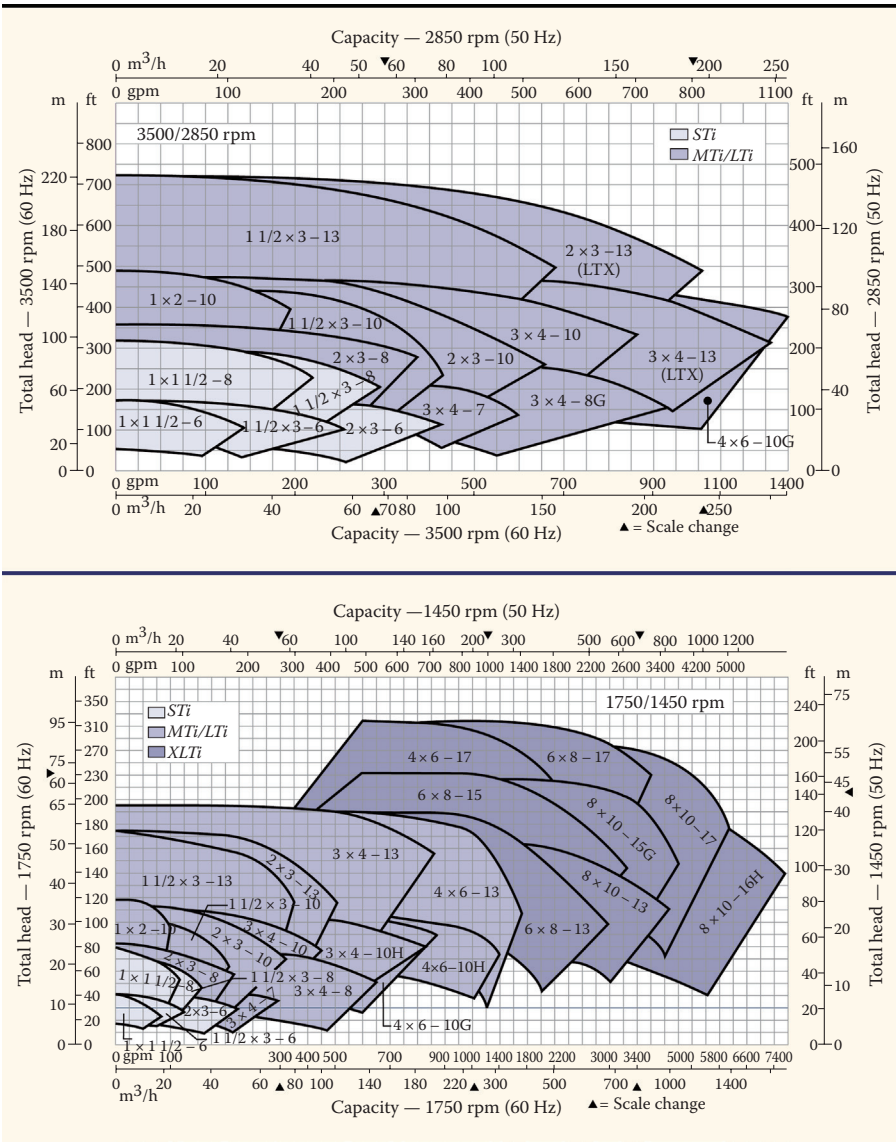 Capacity — 2850 rpm (50 Hz)
0 m³/h 20 40 50 ▼60 80 100 150 ▼200 250
0 gpm 100 200 300 400 500 600 700 800 1100
m ft ft m
3500/2850 rpm
STi
MTi/LTi
Total head — 3500 rpm (60 Hz)
220
180
140
100
60
20
0
800
700
600
500
400
300
200
100
0
500
400
300
200
100
0
160
120
80
40
0
Total head — 2850 rpm (50 Hz)
1 1/2 × 3 – 13
2 × 3 – 13
(LTX)
1 × 2 – 10
1 1/2 × 3 – 10
3 × 4 – 10
2 × 3 – 8
2 × 3 – 10
3 × 4 – 13
(LTX)
1 × 1 1/2 – 8
1 1/2 × 3 – 8
3 × 4 – 7
3 × 4 – 8G
1 × 1 1/2 – 6
1 1/2 × 3 – 6
2 × 3 – 6
4 × 6 – 10G
0 gpm 100 200 300 500 700 900 1100 1400
0 m³/h 20 40 60 ▲70 80 100 150 200 ▲250
Capacity — 3500 rpm (60 Hz)
▲ = Scale change
Capacity —1450 rpm (50 Hz)
0 m³/h 20 40 ▼60 100 140 160 200▼ 300 500 600▼ 800 1000 1200
0 gpm 100 200 300 400 500 600 700 800 1000 1400 1800 2200 2600 3400 4200 5000
m ft ft m
STi
MTi/LTi
XLTi
1750/1450 rpm
Total head — 1750 rpm (60 Hz)
95
75
▶
60
65
50
40
30
20
10
0
350
310
270
230
200
180
160
140
120
100
80
60
40
20
0
240
200
160
140
120
100
80
60
40
20
0
75
55
45
◀
40
30
20
10
0
Total head — 1450 rpm (50 Hz)
4 × 6 – 17
6 × 8 – 17
6 × 8 – 15
8 × 10 – 17
8 × 10 – 15G
3 × 4 – 13
2 × 3 – 13
1 1/2 × 3 – 13
4 × 6 – 13
8 × 10 – 13
8 × 10 – 16H
1 1/2 × 3 – 10
1 × 2 – 10
2 × 3 – 10
3 × 4 – 10
3 × 4 – 10H
6 × 8 – 13
2 × 3 – 8
1 × 1 1/2 – 8
1 1/2 × 3 – 8
4×6–10H
3 × 4 – 8
2×3–6
4 × 6 – 10G
1 1/2 × 3 – 6
1 × 1 1/2 – 6
0 gpm 100 300 400 500 700 900 1000 1400 1800 2200 3000 3400 5000 5800 6600 7400
0 m³/h 20 40 60 ▲80 100 140 180 220 ▲300 500 700 ▲ 1000 1400
Capacity — 1750 rpm (60 Hz)
▲= Scale change